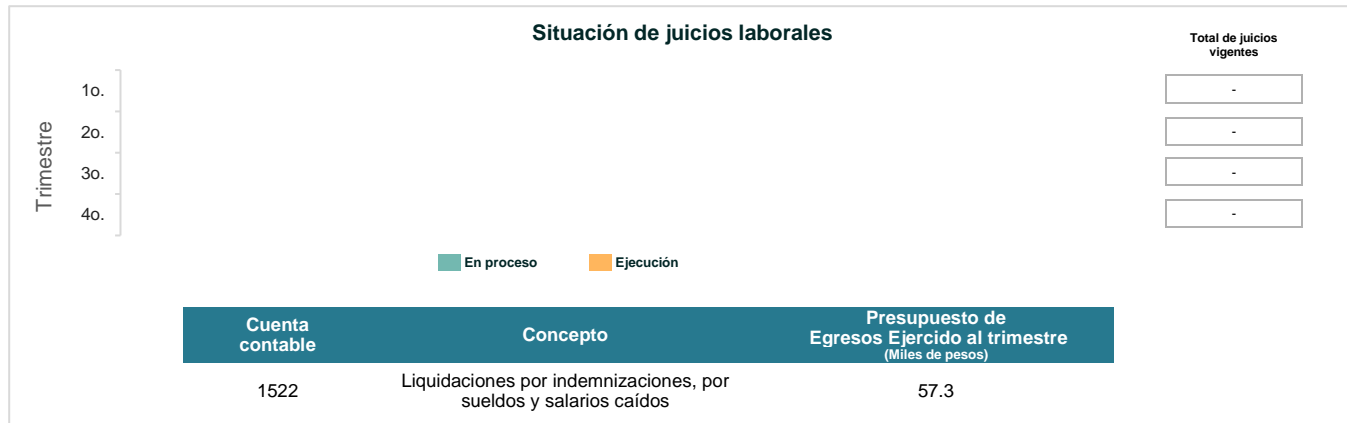 Situación de juicios laborales
Total de juicios
vigentes
Trimestre
1o.
-
2o.
-
3o.
-
4o.
-
En proceso
Ejecución
Cuenta
contable
Concepto
Presupuesto de
Egresos Ejercido al trimestre
(Miles de pesos)
1522
Liquidaciones por indemnizaciones, por
sueldos y salarios caídos
57.3